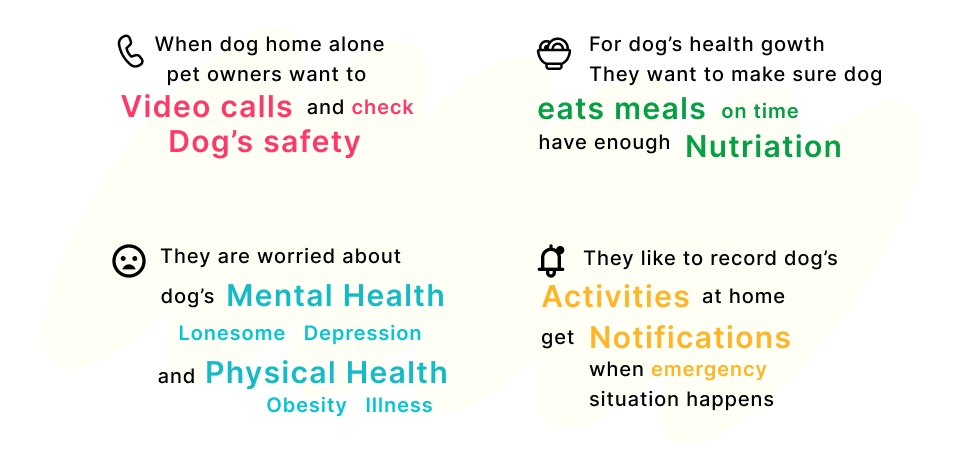 When dog home alone
pet owners want to
Video calls and check
Dog's safety
For dog's health gowth
They want to make sure dog
eats meals on time
have enough Nutriation
They are worried about
dog's Mental Health
Lonesome Depression
and Physical Health
Obesity Illness
They like to record dog's
Activities at home
get Notifications
when emergency
situation happens